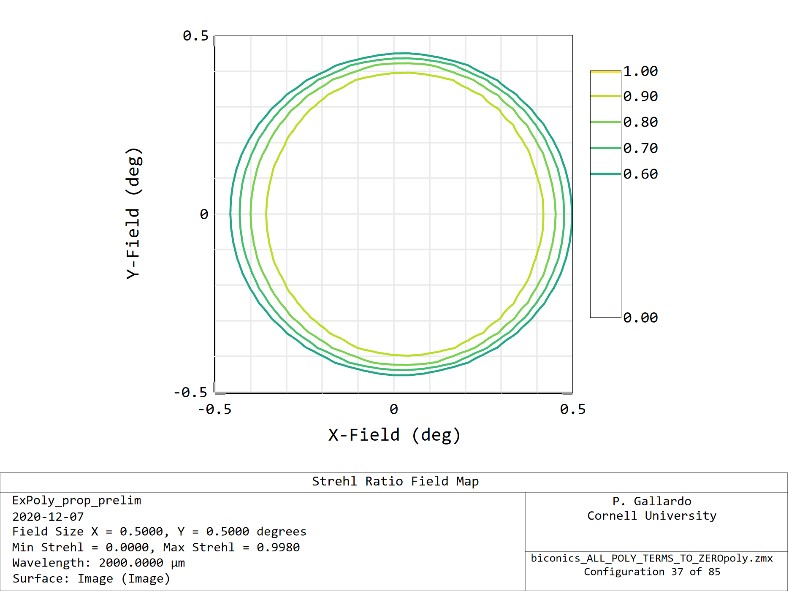 0.5
1.00
0.90
0.80
0.70
0.60
Y-Field (deg)
0
0.00
-0.5
-0.5 0 0.5
X-Field (deg)
Strehl Ratio Field Map
ExPoly_prop_prelim
2020-12-07
Field Size X = 0.5000, Y = 0.5000 degrees
Min Strehl = 0.0000, Max Strehl = 0.9980
Wavelength: 2000.0000 µm
Surface: Image (Image)
P. Gallardo
Cornell University
biconics_ALL_POLY_TERMS_TO_ZEROpoly.zmx
Configuration 37 of 85